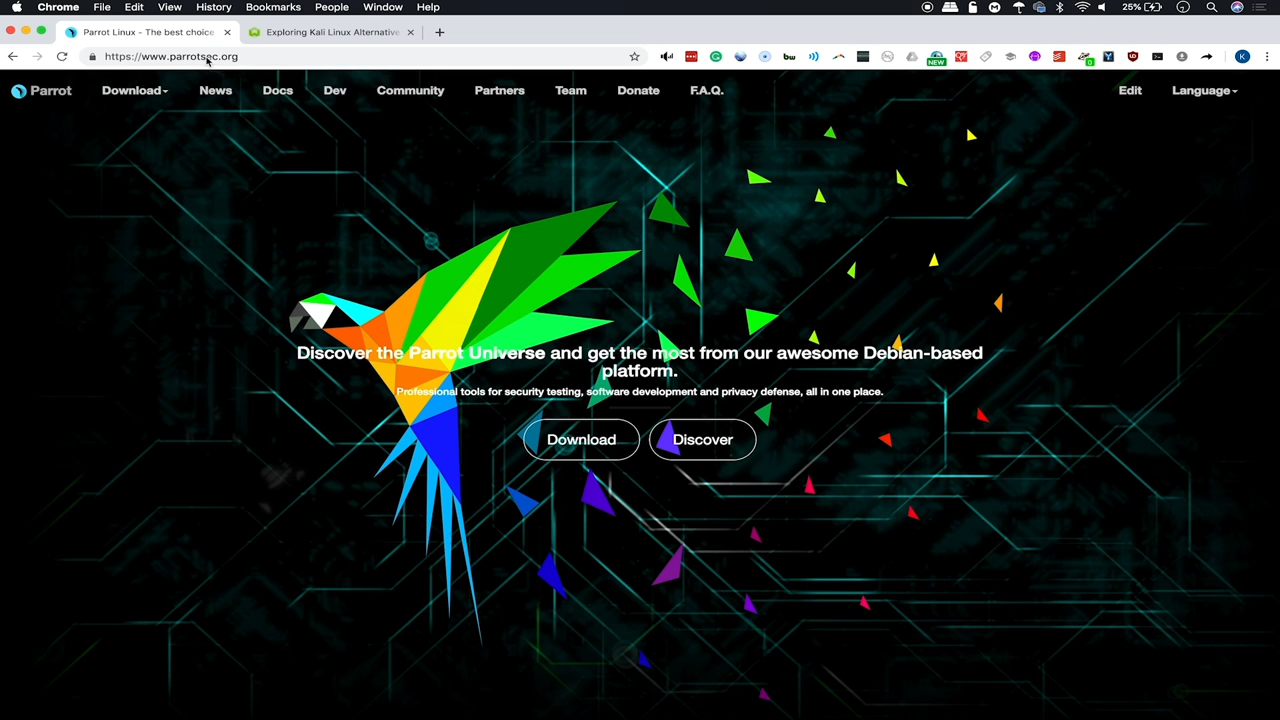 Chrome File Edit View History Bookmarks People Window Help 25%
Parrot Linux - The best choice Exploring Kali Linux Alternative
https://www.parrotsec.org
NEW bw 0 K
Parrot Download News Docs Dev Community Partners Team Donate F.A.Q. Edit Language
Discover the Parrot Universe and get the most from our awesome Debian-based
platform.
Professional tools for security testing, software development and privacy defense, all in one place.
Download Discover